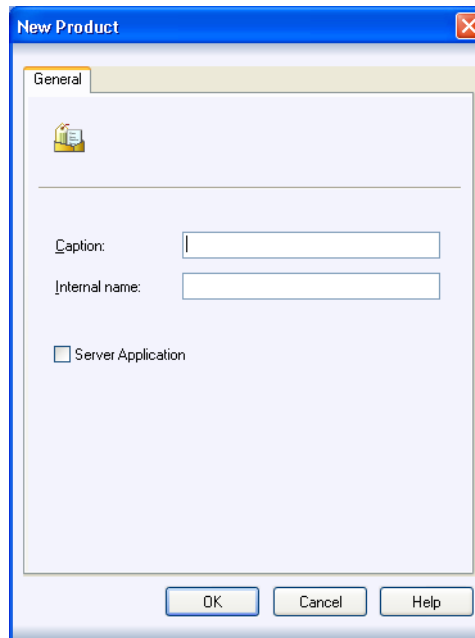 New Product
General
Caption:
Internal name:
Server Application
OK Cancel Help